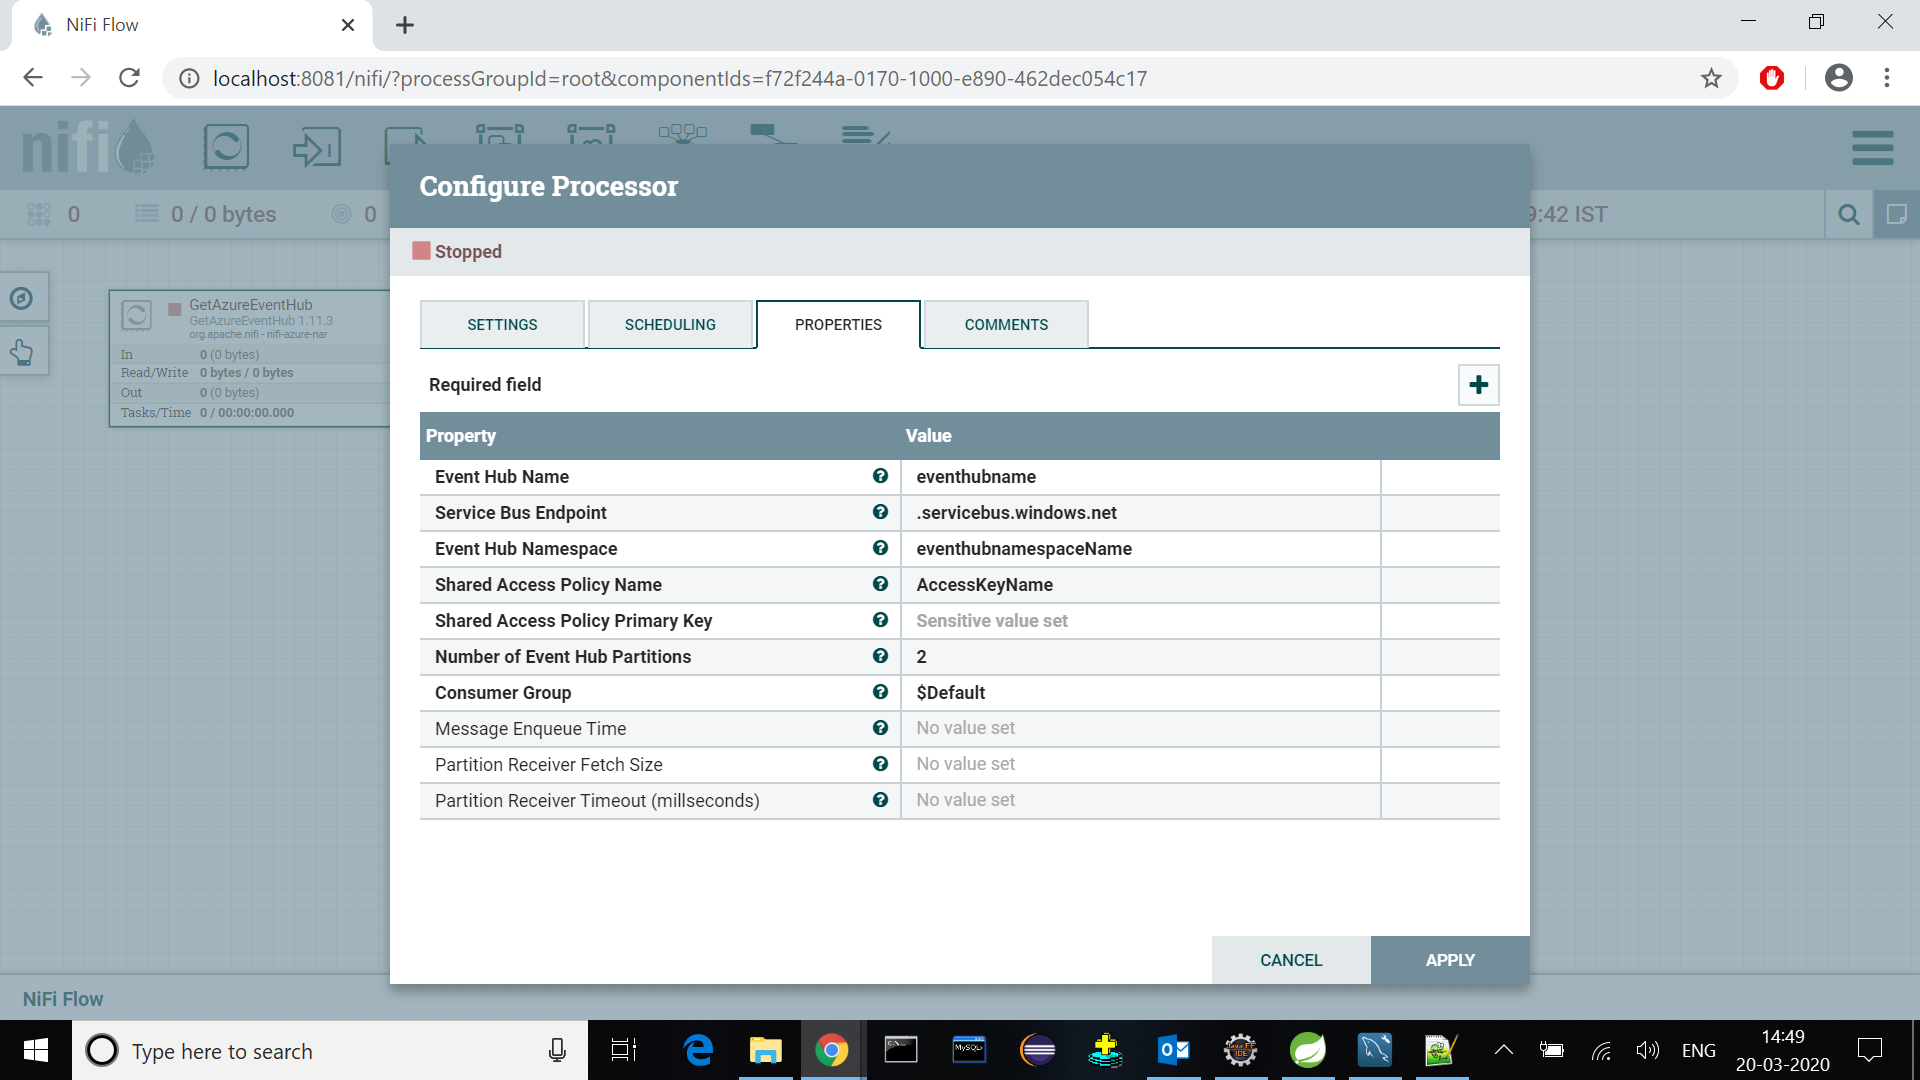 NiFi Flow
localhost:8081/nifi/?processGroupId=root&componentIds=f72f244a-0170-1000-e890-462dec054c17
nifi
0
0 / 0 bytes
0
9:42 IST
Configure Processor
Stopped
GetAzureEventHub
GetAzureEventHub 1.11.3
org.apache.nifi - nifi-azure-nar
In 0 (0 bytes)
Read/Write 0 bytes / 0 bytes
Out 0 (0 bytes)
Tasks/Time 0 / 00:00:00.000
SETTINGS
SCHEDULING
PROPERTIES
COMMENTS
Required field
Property Value
Event Hub Name eventhubname
Service Bus Endpoint .servicebus.windows.net
Event Hub Namespace eventhubnamespaceName
Shared Access Policy Name AccessKeyName
Shared Access Policy Primary Key Sensitive value set
Number of Event Hub Partitions 2
Consumer Group $Default
Message Enqueue Time No value set
Partition Receiver Fetch Size No value set
Partition Receiver Timeout (millseconds) No value set
CANCEL
APPLY
NiFi Flow
Type here to search
MySQL
Java EE
IDE
ENG
14:49
20-03-2020